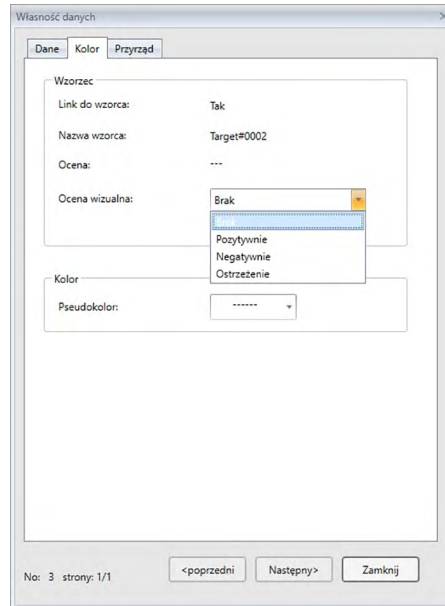 Własność danych
Dane Kolor Przyrząd
Wzorzec
Link do wzorca: Tak
Nazwa wzorca: Target#0002
Ocena: ---
Ocena wizualna: Brak
Brak
Pozytywnie
Negatywnie
Ostrzeżenie
Kolor
Pseudokolor: ------
No: 3 strony: 1/1 <poprzedni Następny> Zamknij